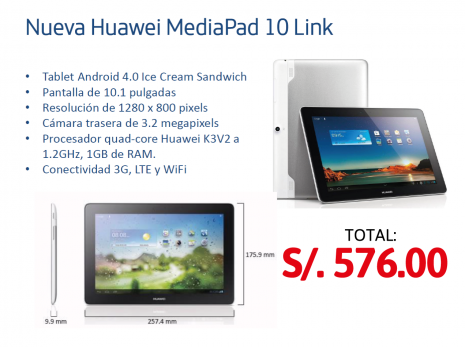 Nueva Huawei MediaPad 10 Link
• Tablet Android 4.0 Ice Cream Sandwich
• Pantalla de 10.1 pulgadas
• Resolución de 1280 x 800 pixels
• Cámara trasera de 3.2 megapixels
• Procesador quad-core Huawei K3V2 a
1.2GHz, 1GB de RAM.
• Conectividad 3G, LTE y WiFi
HUAWEI
175.9 mm
9.9 mm
257.4 mm
TOTAL:
S/. 576.00